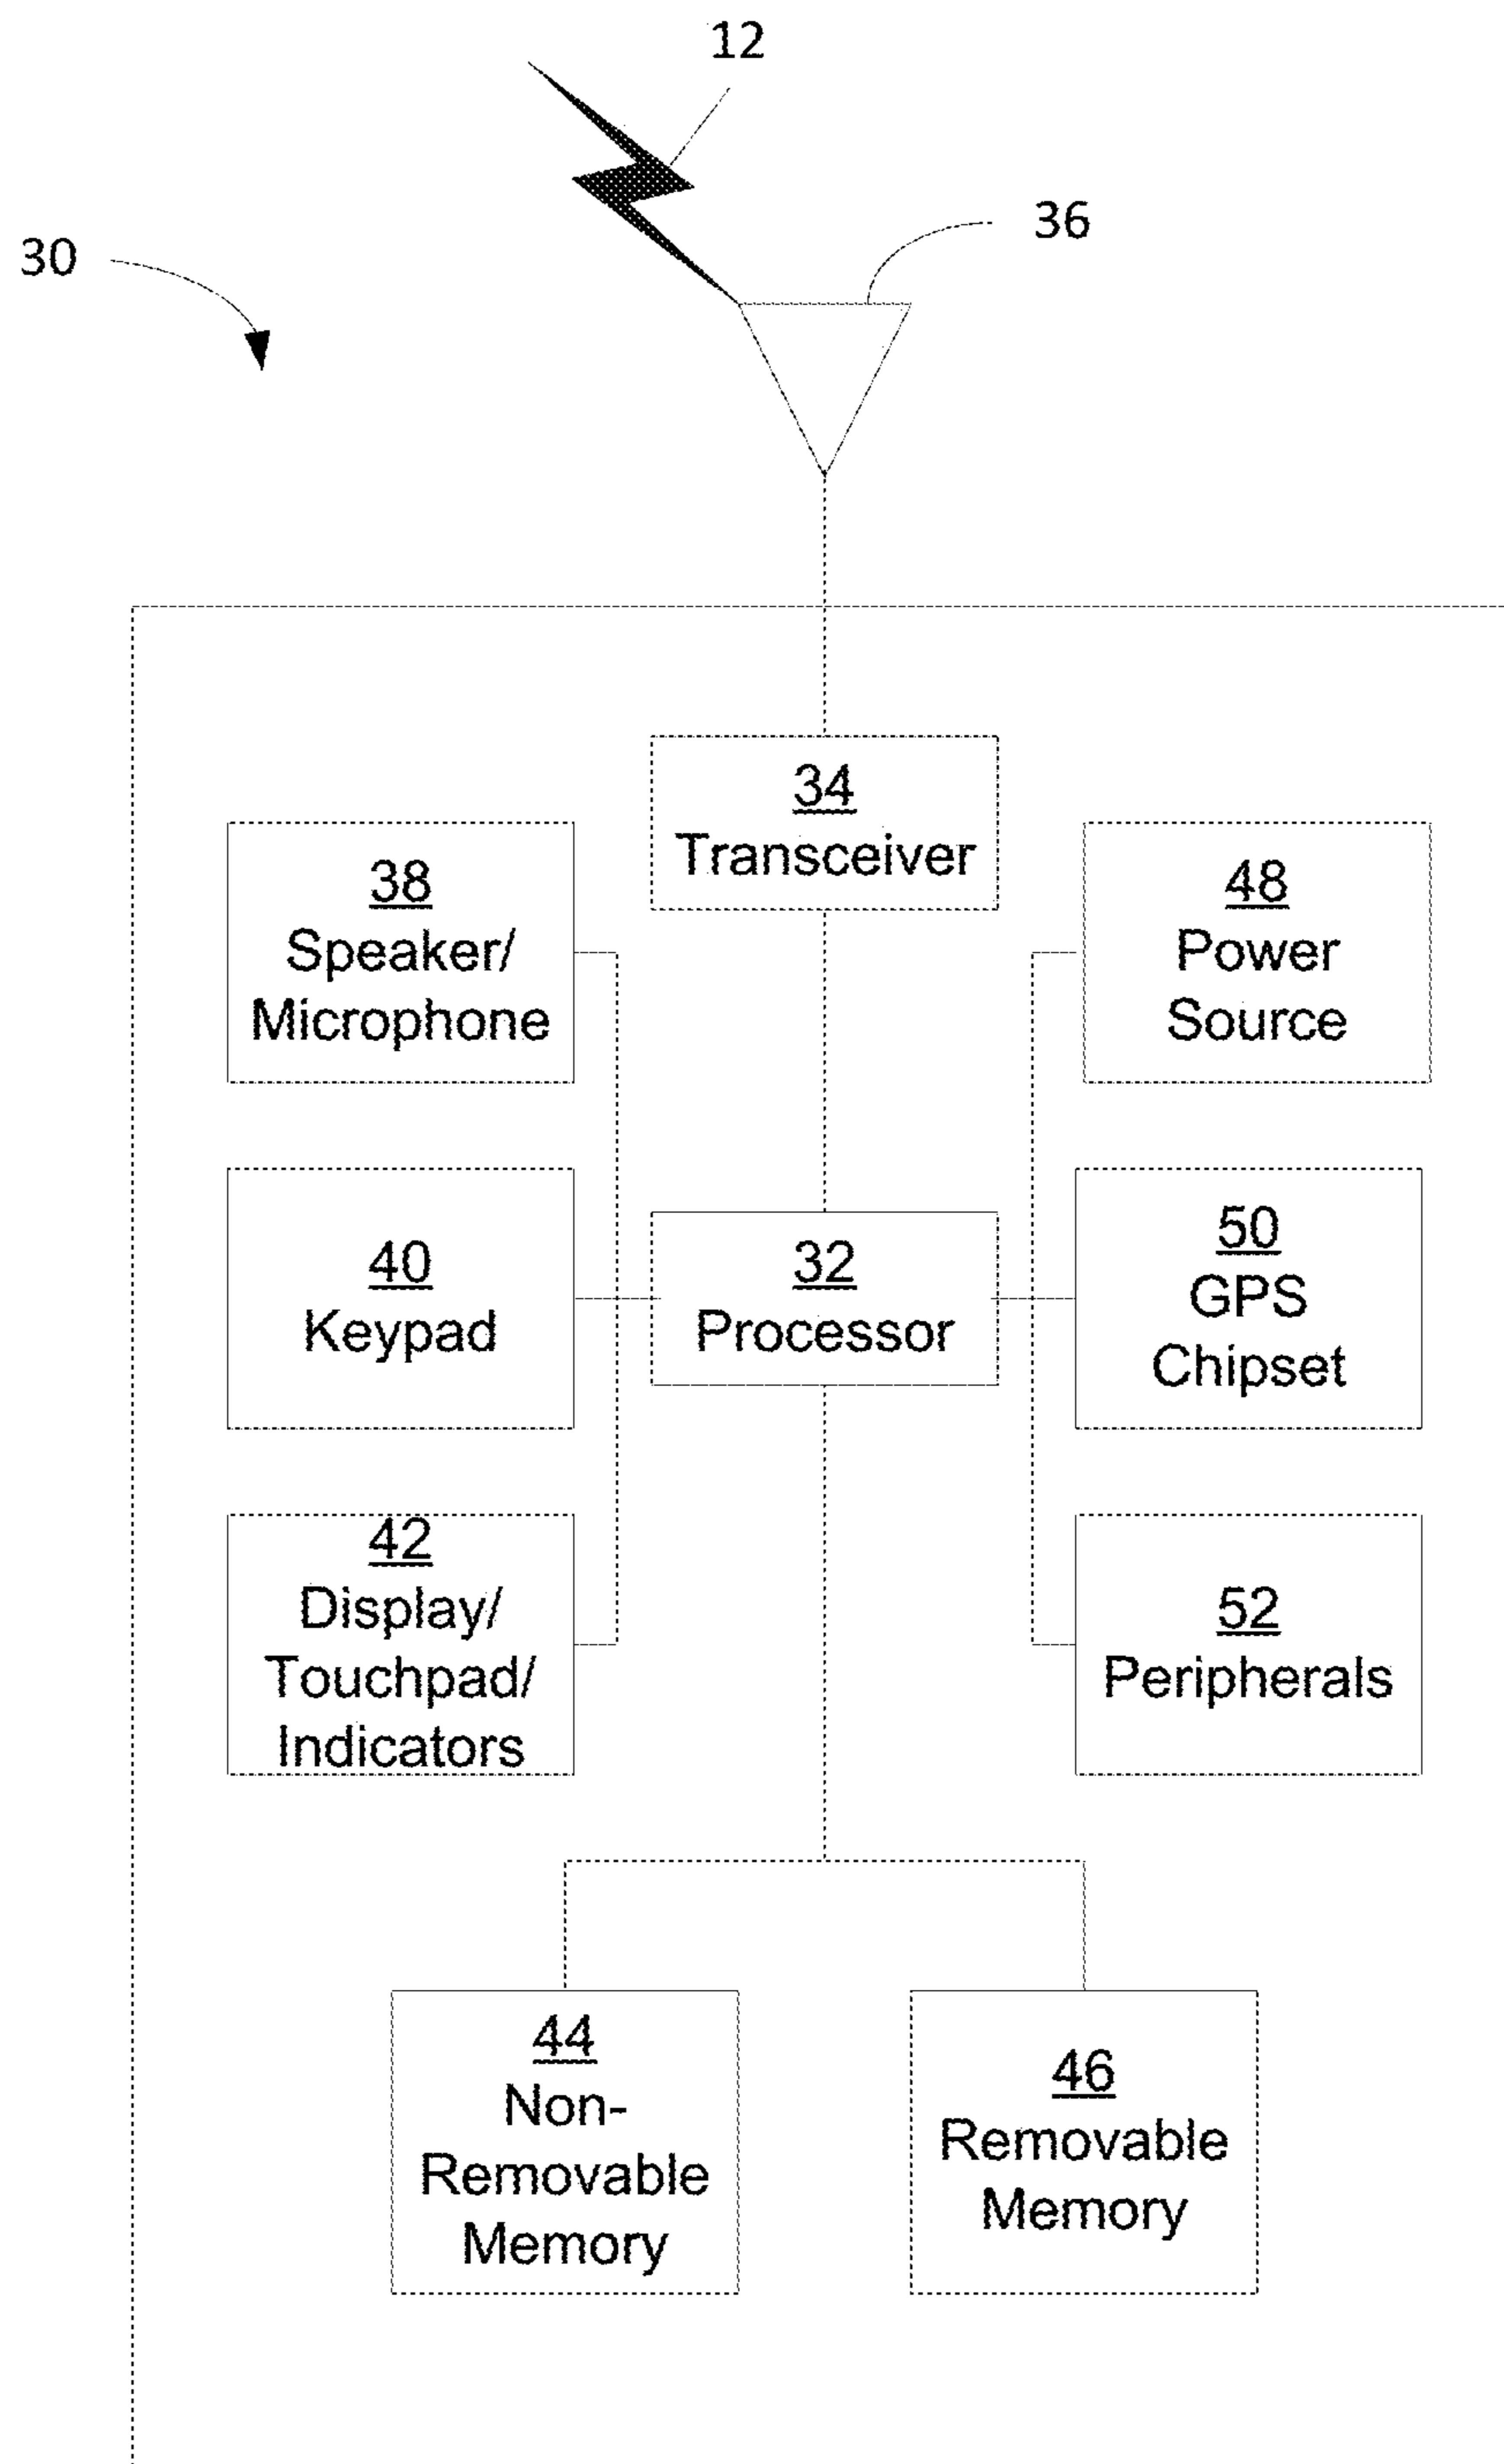 12
36
30
34
Transceiver
38
Speaker/
Microphone
48
Power
Source
40
Keypad
32
Processor
50
GPS
Chipset
42
Display/
Touchpad/
Indicators
52
Peripherals
44
Non-
Removable
Memory
46
Removable
Memory